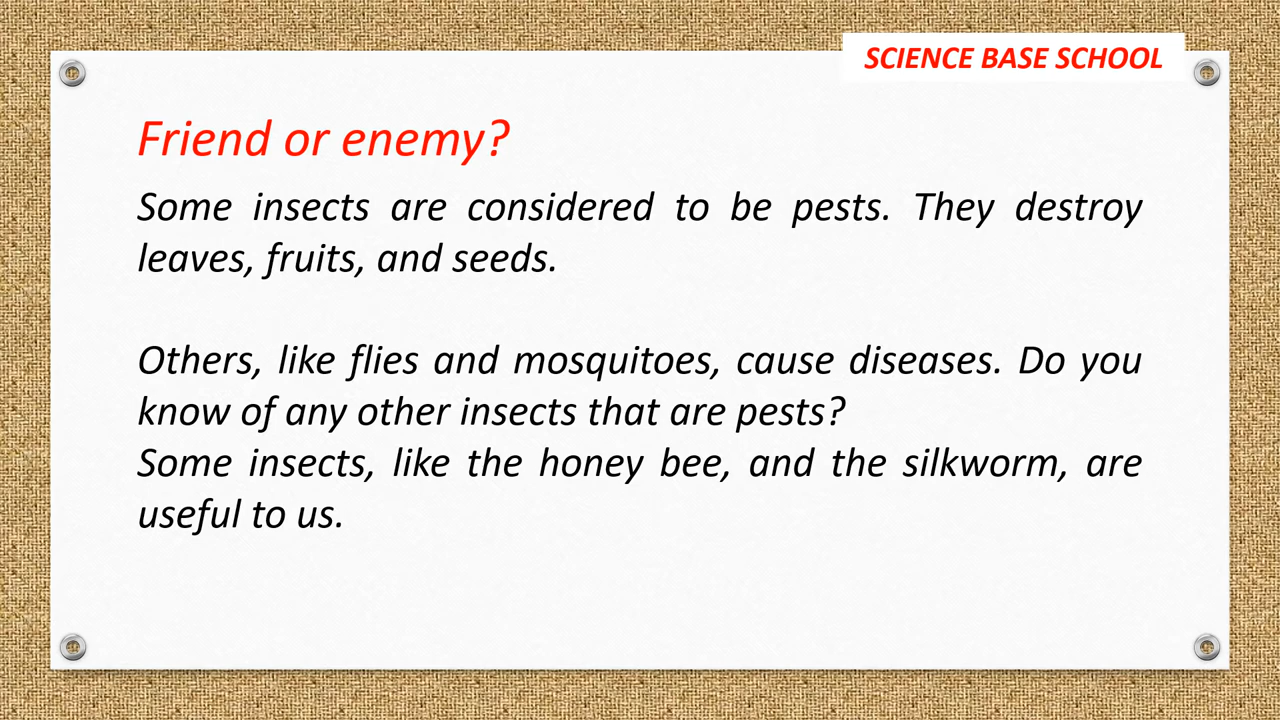 SCIENCE BASE SCHOOL
Friend or enemy?
Some insects are considered to be pests. They destroy
leaves, fruits, and seeds.
Others, like flies and mosquitoes, cause diseases. Do you
know of any other insects that are pests?
Some insects, like the honey bee, and the silkworm, are
useful to us.